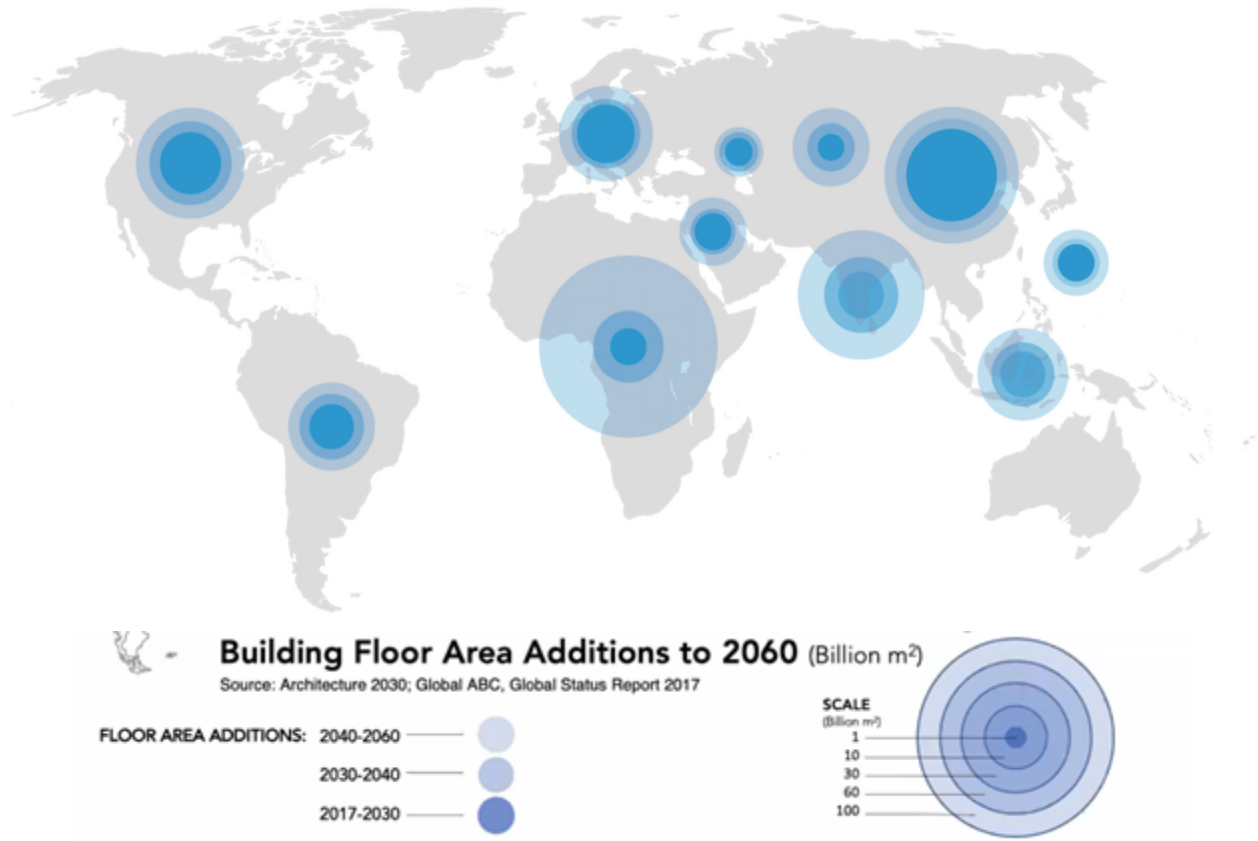 Building Floor Area Additions to 2060 (Billion m²)
Source: Architecture 2030; Global ABC, Global Status Report 2017
FLOOR AREA ADDITIONS: 2040-2060
2030-2040
2017-2030
SCALE
(Billion m²)
1
10
30
60
100